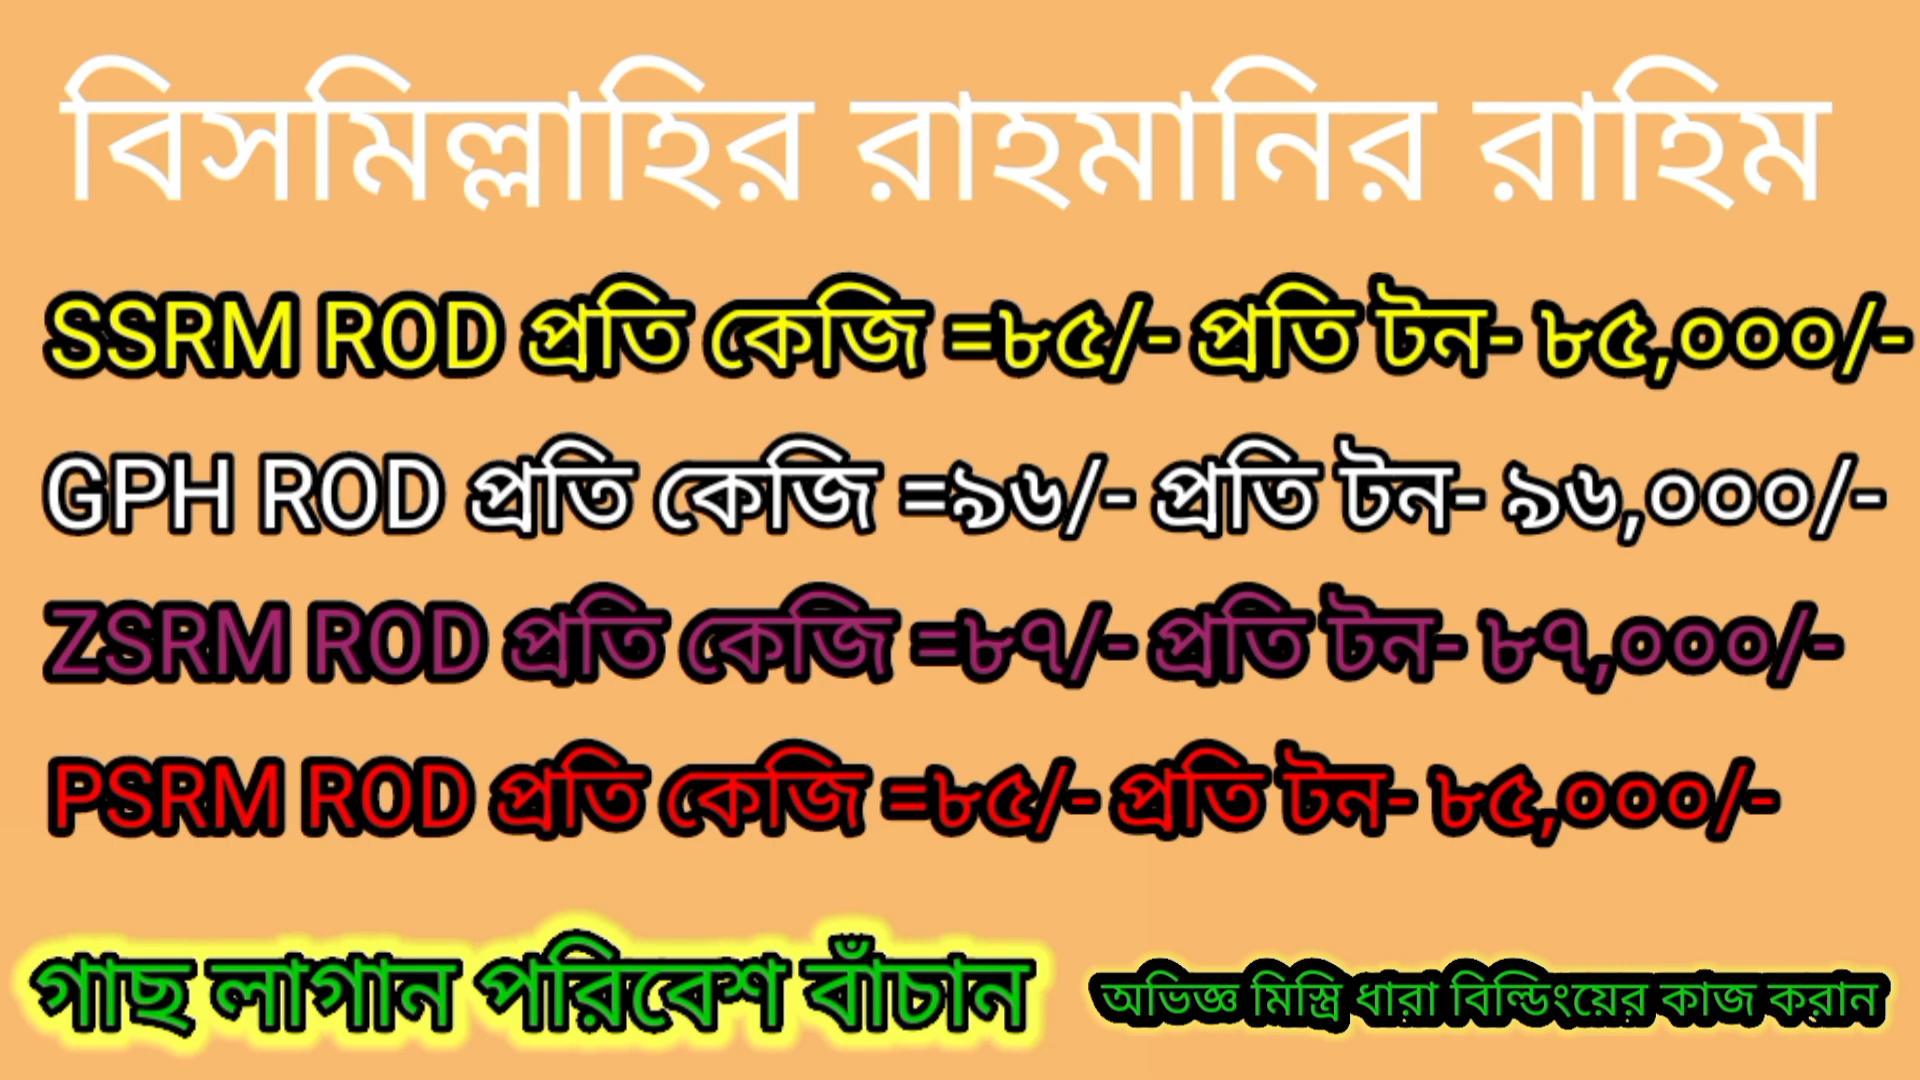 বিসমিল্লাহির রাহমানির রাহিম
SSRM ROD প্রতি কেজি =৮৫/- প্রতি টন- ৮৫,০০০/-
GPH ROD প্রতি কেজি =৯৬/- প্রতি টন- ৯৬,০০০/-
ZSRM ROD প্রতি কেজি =৮৭/- প্রতি টন- ৮৭,০০০/-
PSRM ROD প্রতি কেজি =৮৫/- প্রতি টন- ৮৫,০০০/-
গাছ লাগান পরিবেশ বাঁচান
অভিজ্ঞ মিস্ত্রি ধারা বিল্ডিংয়ের কাজ করান